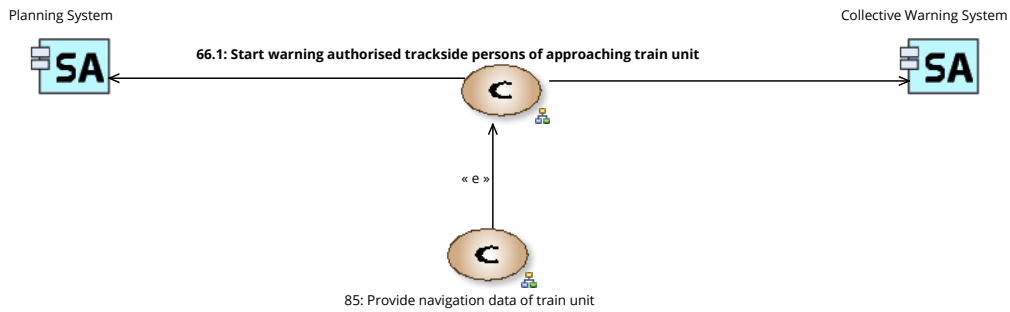 Planning System
Collective Warning System
66.1: Start warning authorised trackside persons of approaching train unit
SA
SA
C
« e »
C
85: Provide navigation data of train unit